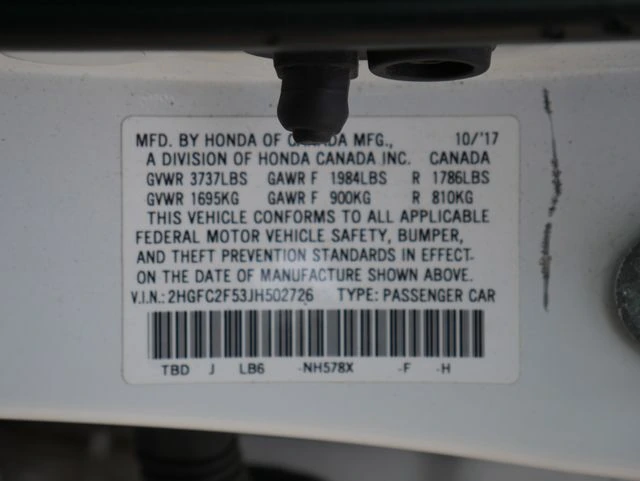 MFD. BY HONDA OF CANADA MFG., 10/'17
A DIVISION OF HONDA CANADA INC. CANADA
GVWR 3737LBS GAWR F 1984LBS R 1786LBS
GVWR 1695KG GAWR F 900KG R 810KG
THIS VEHICLE CONFORMS TO ALL APPLICABLE
FEDERAL MOTOR VEHICLE SAFETY, BUMPER,
AND THEFT PREVENTION STANDARDS IN EFFECT
ON THE DATE OF MANUFACTURE SHOWN ABOVE.
V.I.N.: 2HGFC2F53JH502726 TYPE: PASSENGER CAR
TBD J LB6 -NH578X -F -H